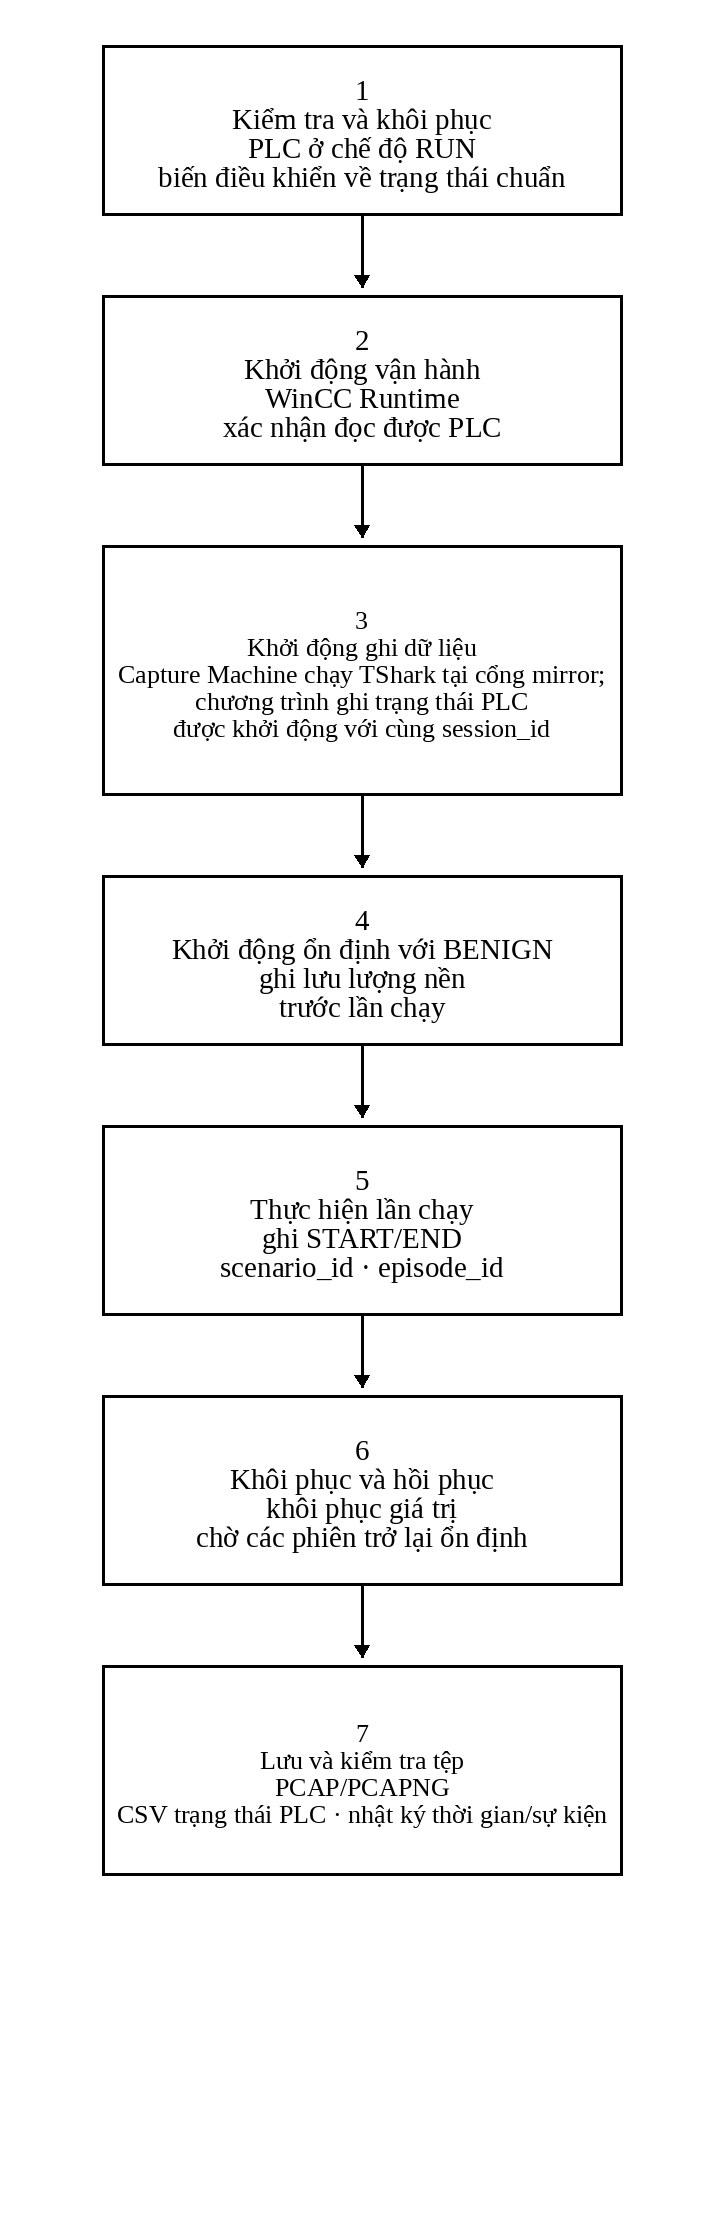 1
Kiểm tra và khôi phục
PLC ở chế độ RUN
biến điều khiển về trạng thái chuẩn
2
Khởi động vận hành
WinCC Runtime
xác nhận đọc được PLC
3
Khởi động ghi dữ liệu
Capture Machine chạy TShark tại cổng mirror;
chương trình ghi trạng thái PLC
được khởi động với cùng session_id
4
Khởi động ổn định với BENIGN
ghi lưu lượng nền
trước lần chạy
5
Thực hiện lần chạy
ghi START/END
scenario_id · episode_id
6
Khôi phục và hồi phục
khôi phục giá trị
chờ các phiên trở lại ổn định
7
Lưu và kiểm tra tệp
PCAP/PCAPNG
CSV trạng thái PLC · nhật ký thời gian/sự kiện